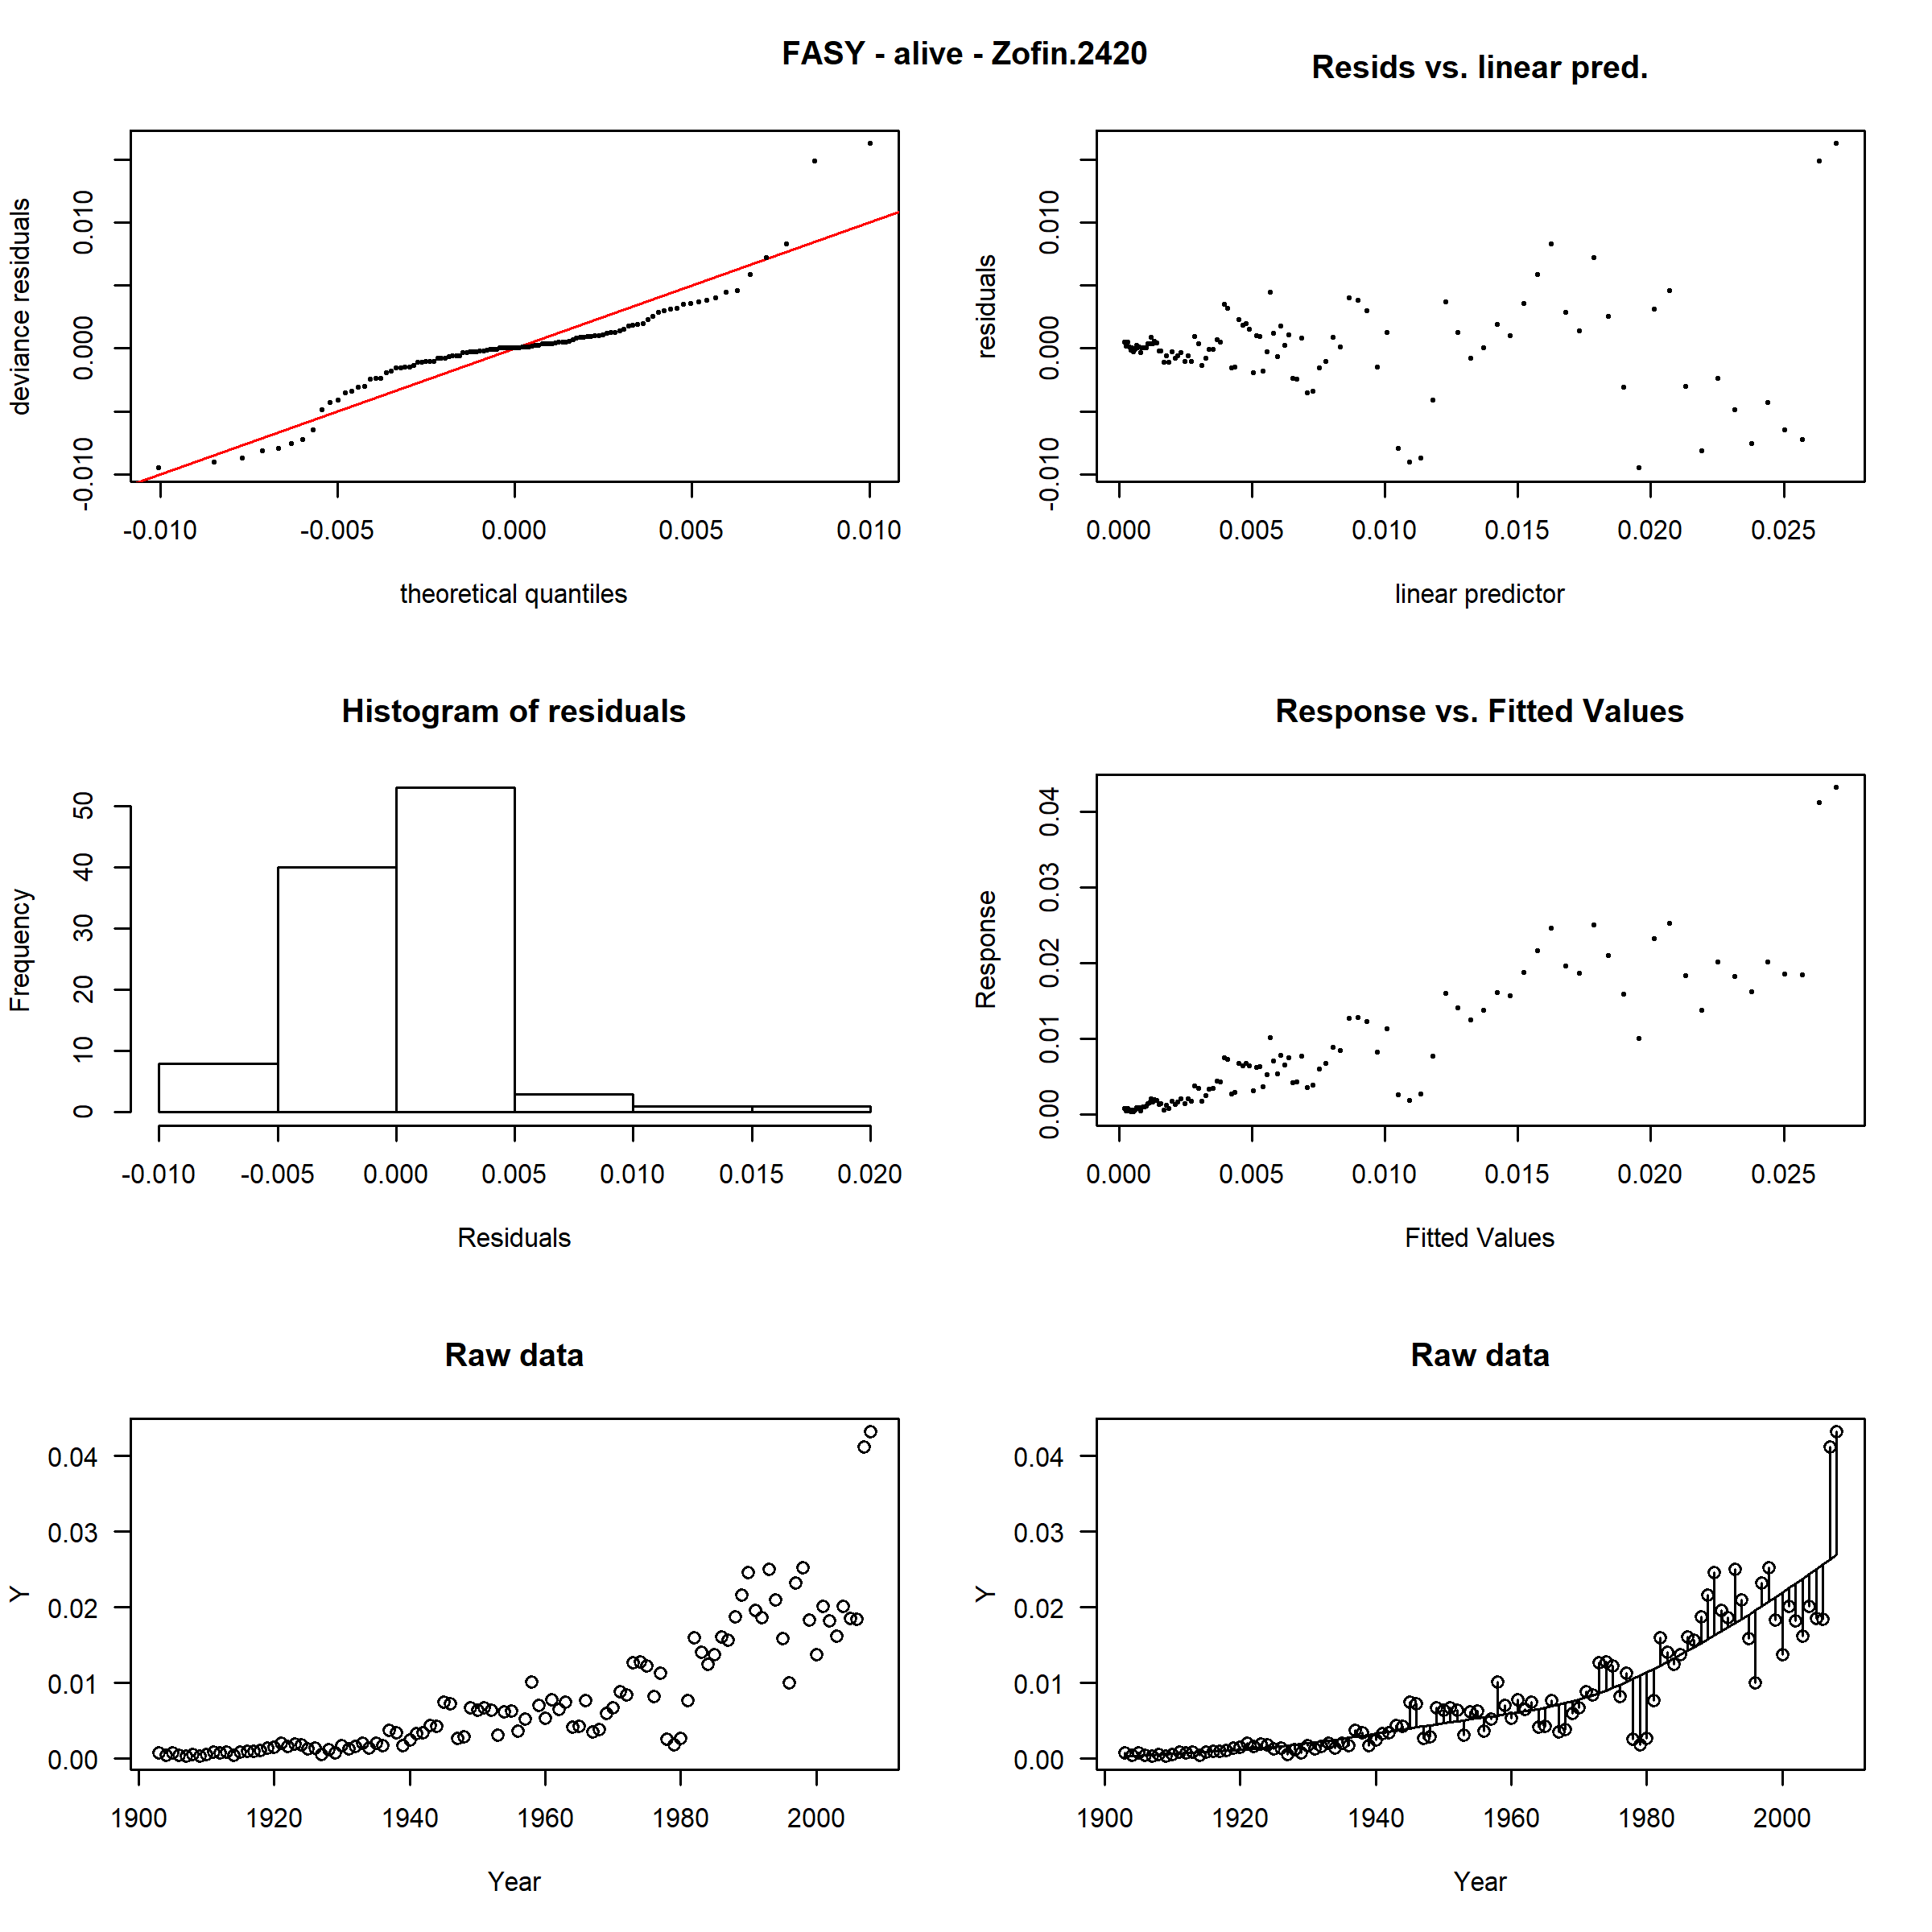 FASY - alive - Zofin.2420
Resids vs. linear pred.
deviance residuals
-0.010 0.000 0.010
-0.010 -0.005 0.000 0.005 0.010
theoretical quantiles
residuals
-0.010 0.000 0.010
0.000 0.005 0.010 0.015 0.020 0.025
linear predictor
Histogram of residuals
Frequency
0 10 20 30 40 50
-0.010 -0.005 0.000 0.005 0.010 0.015 0.020
Residuals
Response vs. Fitted Values
Response
0.00 0.01 0.02 0.03 0.04
0.000 0.005 0.010 0.015 0.020 0.025
Fitted Values
Raw data
Y
0.04
0.03
0.02
0.01
0.00
1900 1920 1940 1960 1980 2000
Year
Raw data
Y
0.04
0.03
0.02
0.01
0.00
1900 1920 1940 1960 1980 2000
Year